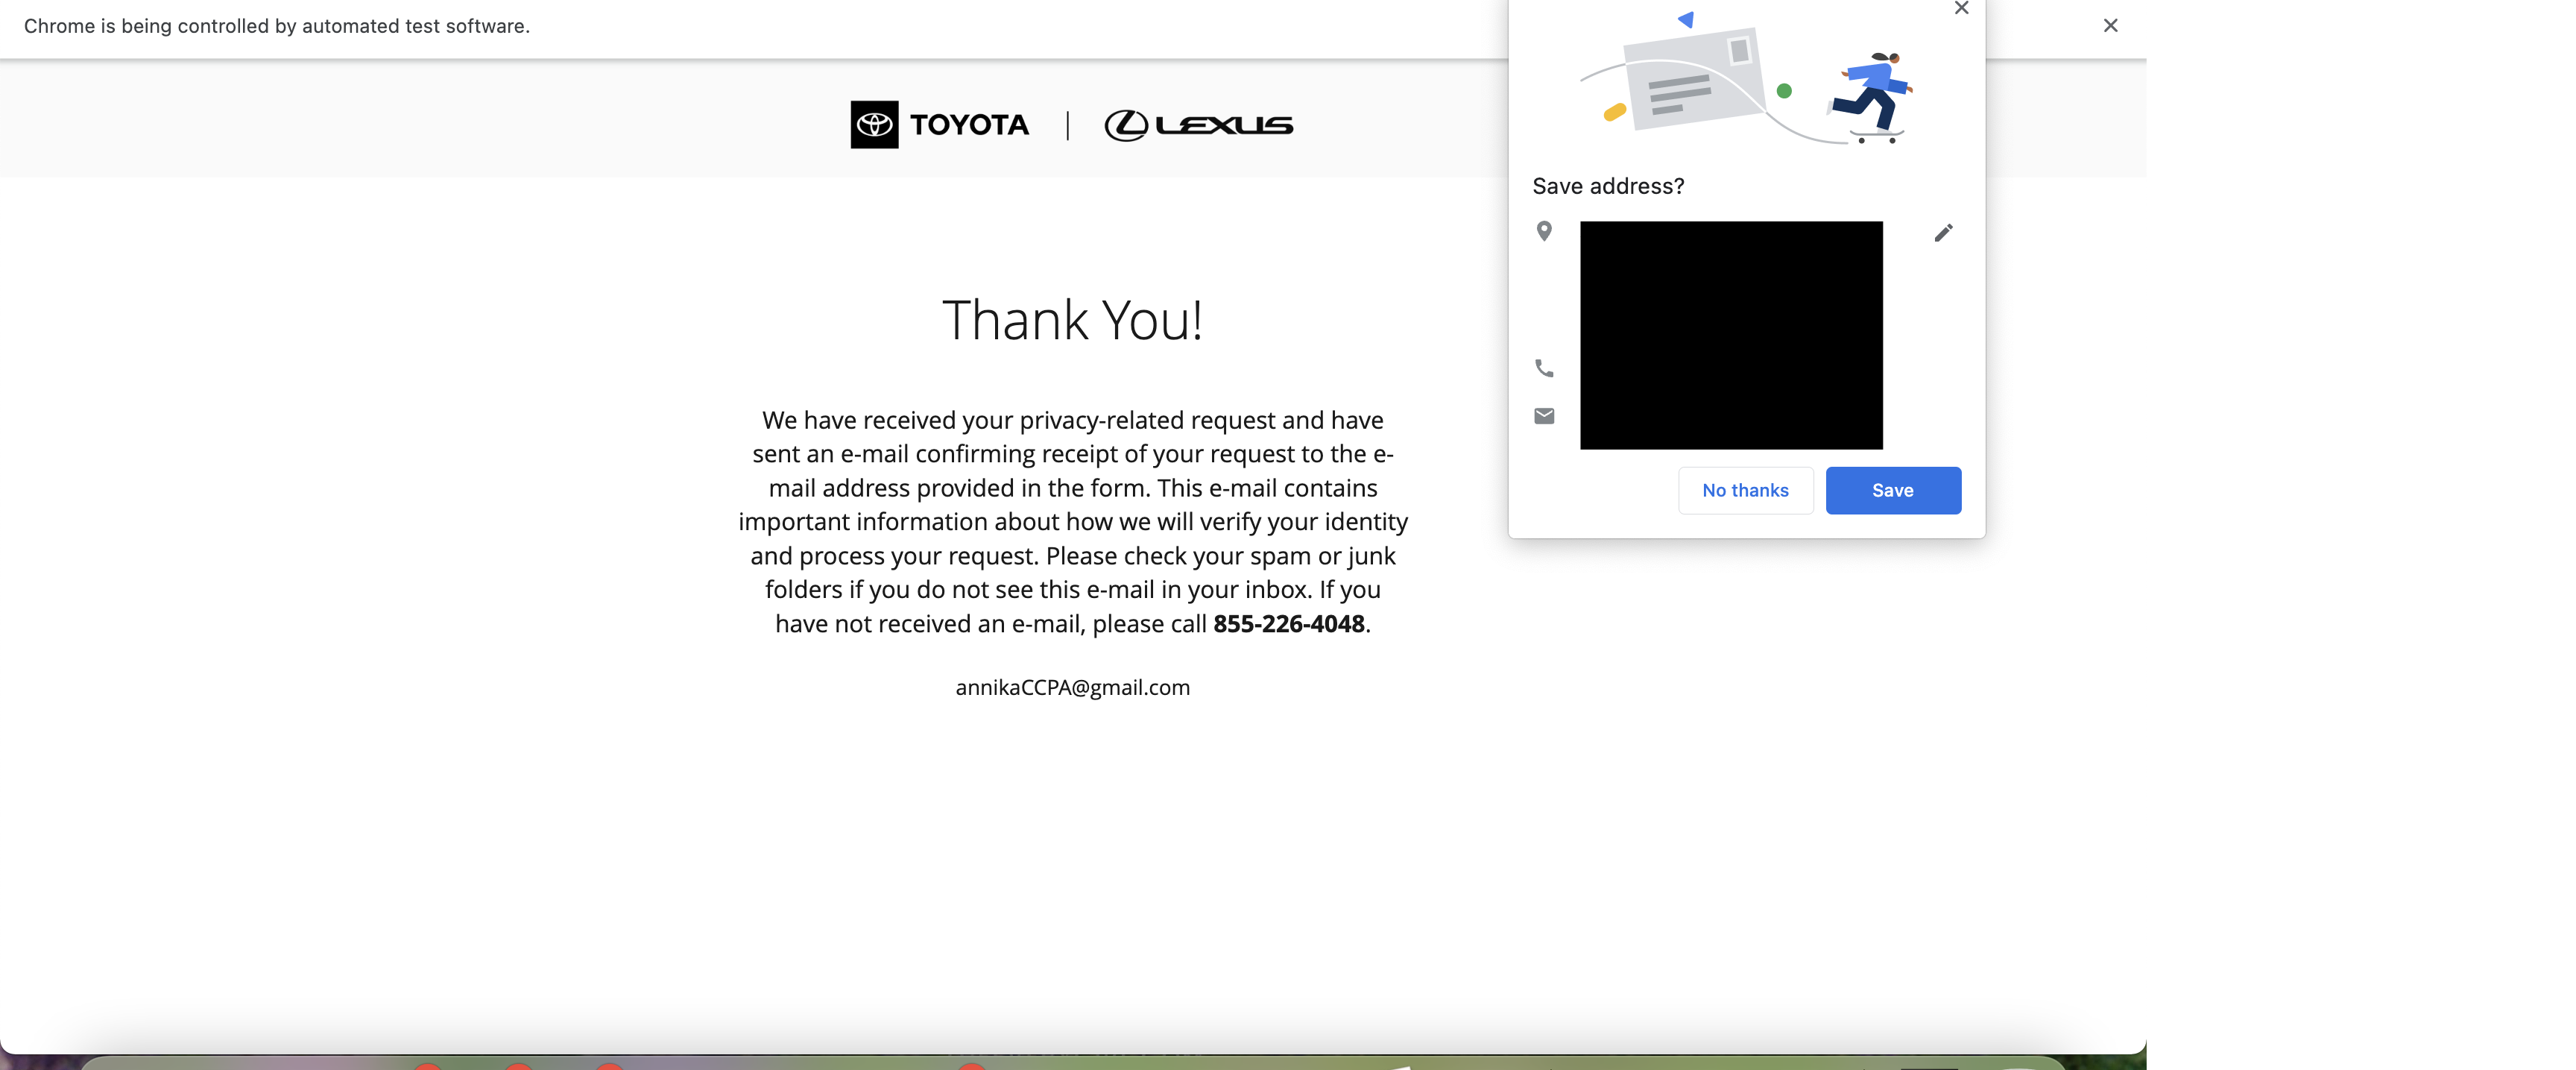 Chrome is being controlled by automated test software.
TOYOTA | LEXUS
Thank You!
We have received your privacy-related request and have
sent an e-mail confirming receipt of your request to the e-
mail address provided in the form. This e-mail contains
important information about how we will verify your identity
and process your request. Please check your spam or junk
folders if you do not see this e-mail in your inbox. If you
have not received an e-mail, please call 855-226-4048.
annikaCCPA@gmail.com
Save address?
No thanks
Save